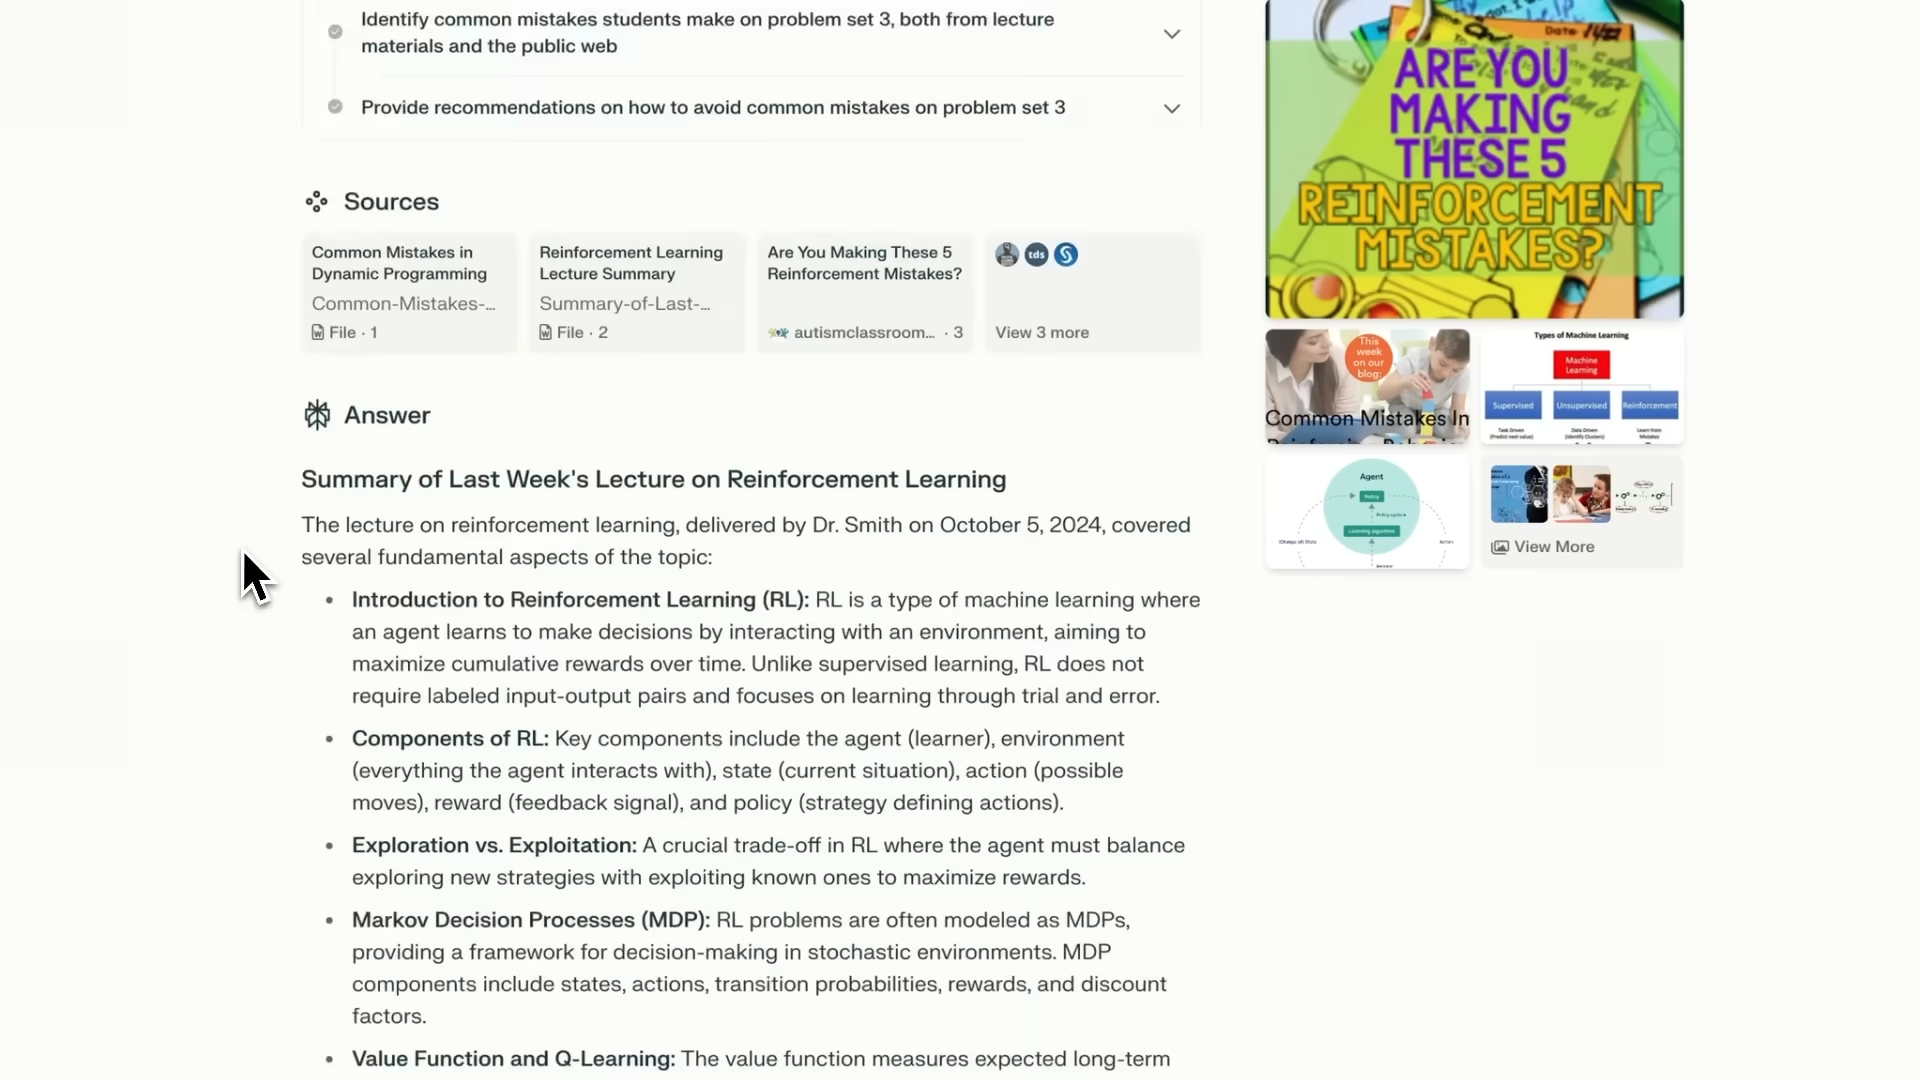 Identify common mistakes students make on problem set 3, both from lecture
materials and the public web
Provide recommendations on how to avoid common mistakes on problem set 3
Sources
Common Mistakes in
Dynamic Programming
Common-Mistakes-...
File · 1
Reinforcement Learning
Lecture Summary
Summary-of-Last-...
File · 2
Are You Making These 5
Reinforcement Mistakes?
autismclassroom... · 3
tds
View 3 more
Answer
Summary of Last Week's Lecture on Reinforcement Learning
The lecture on reinforcement learning, delivered by Dr. Smith on October 5, 2024, covered
several fundamental aspects of the topic:
• Introduction to Reinforcement Learning (RL): RL is a type of machine learning where
an agent learns to make decisions by interacting with an environment, aiming to
maximize cumulative rewards over time. Unlike supervised learning, RL does not
require labeled input-output pairs and focuses on learning through trial and error.
• Components of RL: Key components include the agent (learner), environment
(everything the agent interacts with), state (current situation), action (possible
moves), reward (feedback signal), and policy (strategy defining actions).
• Exploration vs. Exploitation: A crucial trade-off in RL where the agent must balance
exploring new strategies with exploiting known ones to maximize rewards.
• Markov Decision Processes (MDP): RL problems are often modeled as MDPs,
providing a framework for decision-making in stochastic environments. MDP
components include states, actions, transition probabilities, rewards, and discount
factors.
• Value Function and Q-Learning: The value function measures expected long-term
Date:
ARE YOU
MAKING
THESE 5
REINFORCEMENT
MISTAKES?
This
week
on our
blog:
Common Mistakes In
Types of Machine Learning
Machine
Learning
Supervised
Unsupervised
Reinforcement
Task Driven
(Predict next value)
Data Driven
(Identify Clusters)
Learn from
Mistakes
Agent
Policy
Policy update
Learning algorithm
View More